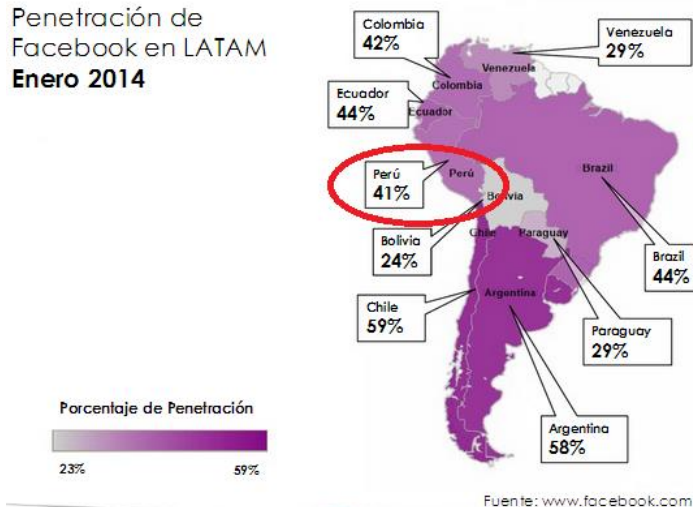 Penetración de
Facebook en LATAM
Enero 2014
Colombia
42%
Venezuela
29%
Venezuela
Colombia
Ecuador
44%
Ecuador
Perú
41%
Perú
Brazil
Bolivia
Bolivia
24%
Chile
Paraguay
Brazil
44%
Chile
59%
Argentina
Paraguay
29%
Argentina
58%
Porcentaje de Penetración
23%
59%
Fuente: www.facebook.com